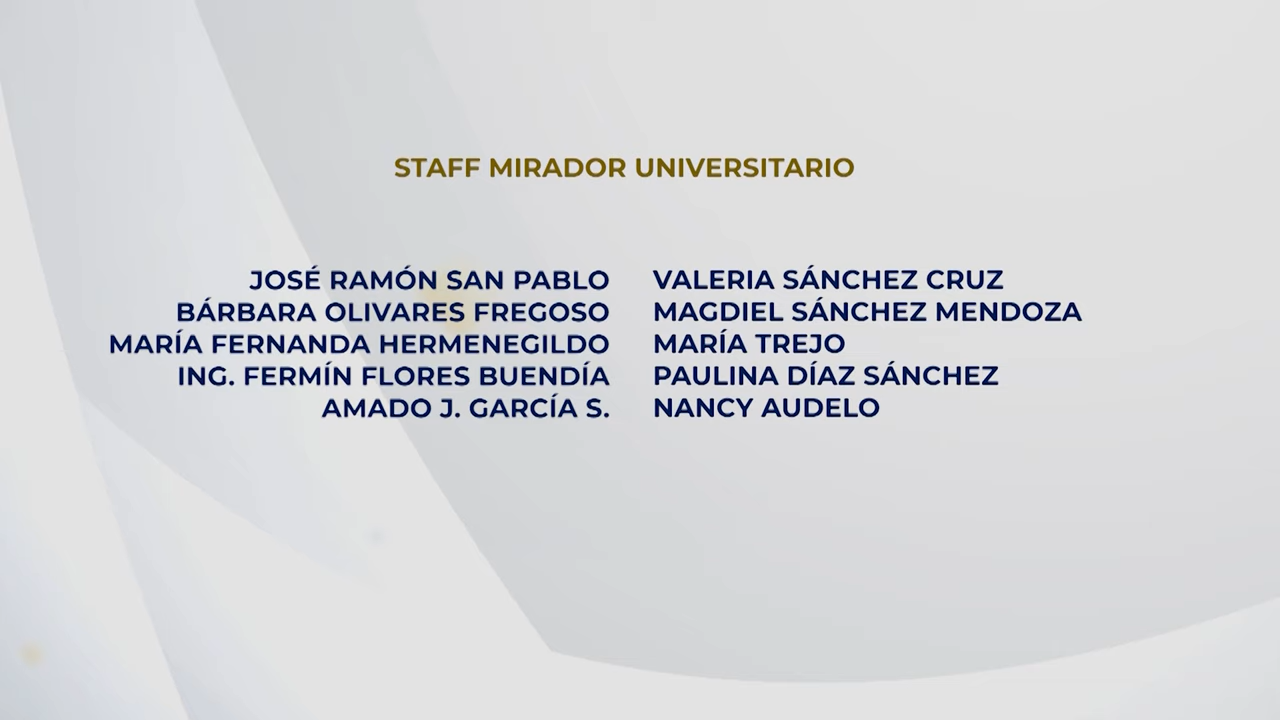 STAFF MIRADOR UNIVERSITARIO
JOSÉ RAMÓN SAN PABLO
BÁRBARA OLIVARES FREGOSO
MARÍA FERNANDA HERMENEGILDO
ING. FERMÍN FLORES BUENDÍA
AMADO J. GARCÍA S.
VALERIA SÁNCHEZ CRUZ
MAGDIEL SÁNCHEZ MENDOZA
MARÍA TREJO
PAULINA DÍAZ SÁNCHEZ
NANCY AUDELO